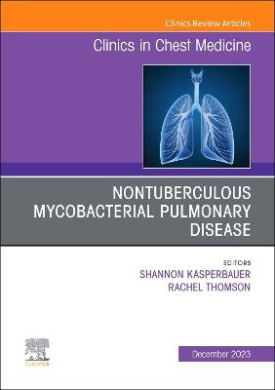 Clinics Review Articles
Clinics in Chest Medicine
NONTUBERCULOUS
MYCOBACTERIAL PULMONARY
DISEASE
EDITORS
SHANNON KASPERBAUER
RACHEL THOMSON
ELSEVIER
December 2023